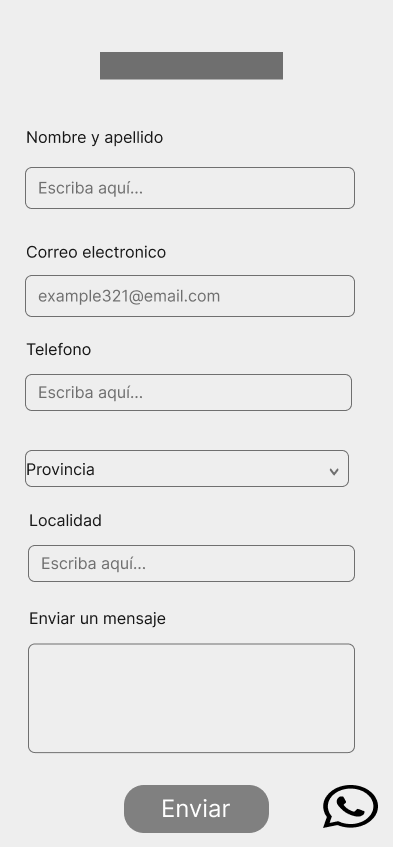 Nombre y apellido
Escriba aquí...
Correo electronico
example321@email.com
Telefono
Escriba aquí...
Provincia
Localidad
Escriba aquí...
Enviar un mensaje
Enviar